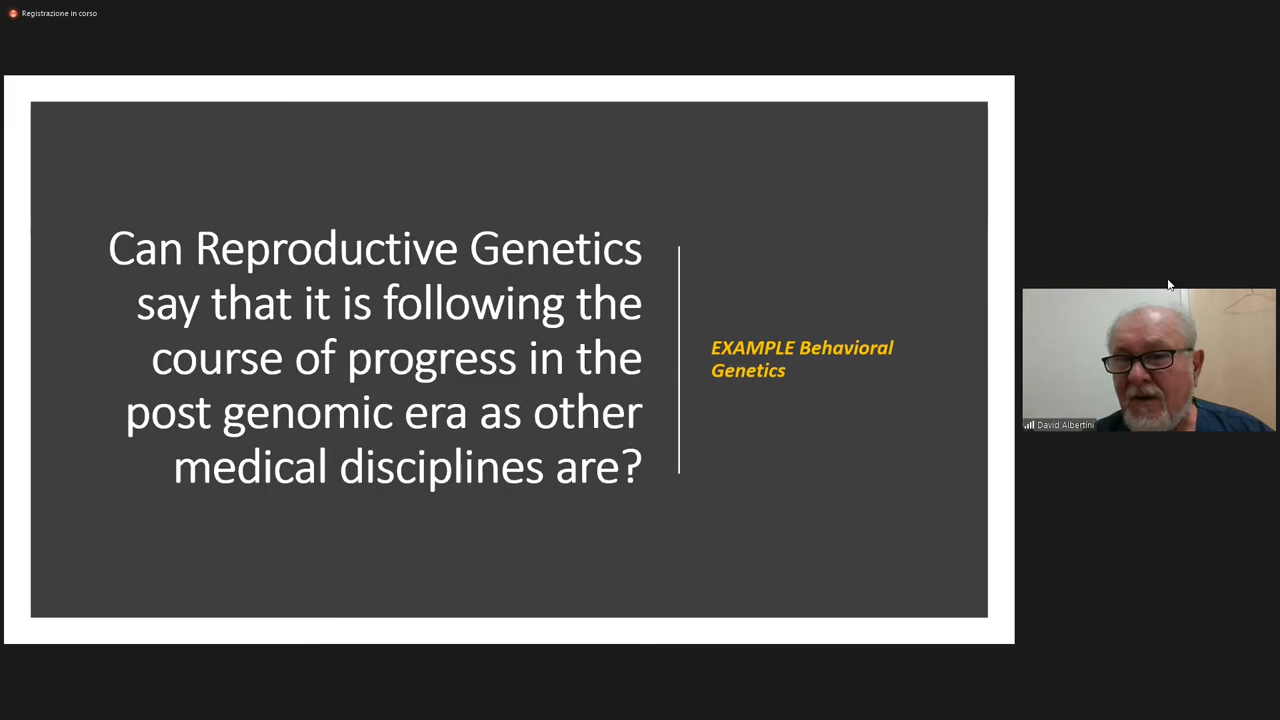 Registrazione in corso
Can Reproductive Genetics
say that it is following the
course of progress in the
post genomic era as other
medical disciplines are?
EXAMPLE Behavioral
Genetics
David Albertini